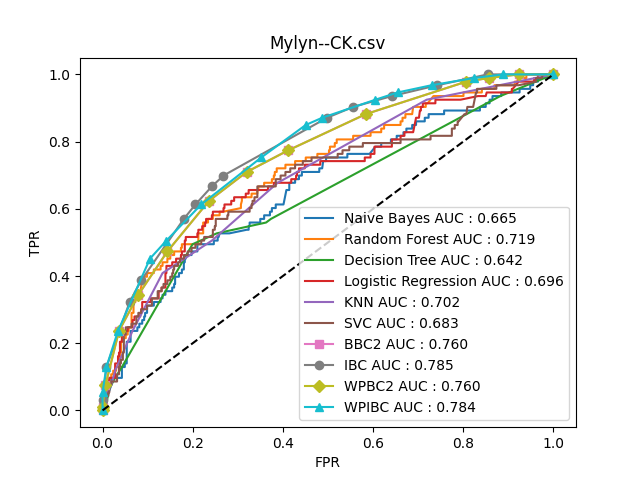 Mylyn--CK.csv
1.0
0.8
0.6
0.4
0.2
0.0
TPR
Naive Bayes AUC : 0.665
Random Forest AUC : 0.719
Decision Tree AUC : 0.642
Logistic Regression AUC : 0.696
KNN AUC : 0.702
SVC AUC : 0.683
BBC2 AUC : 0.760
IBC AUC : 0.785
WPBC2 AUC : 0.760
WPIBC AUC : 0.784
0.0 0.2 0.4 0.6 0.8 1.0
FPR